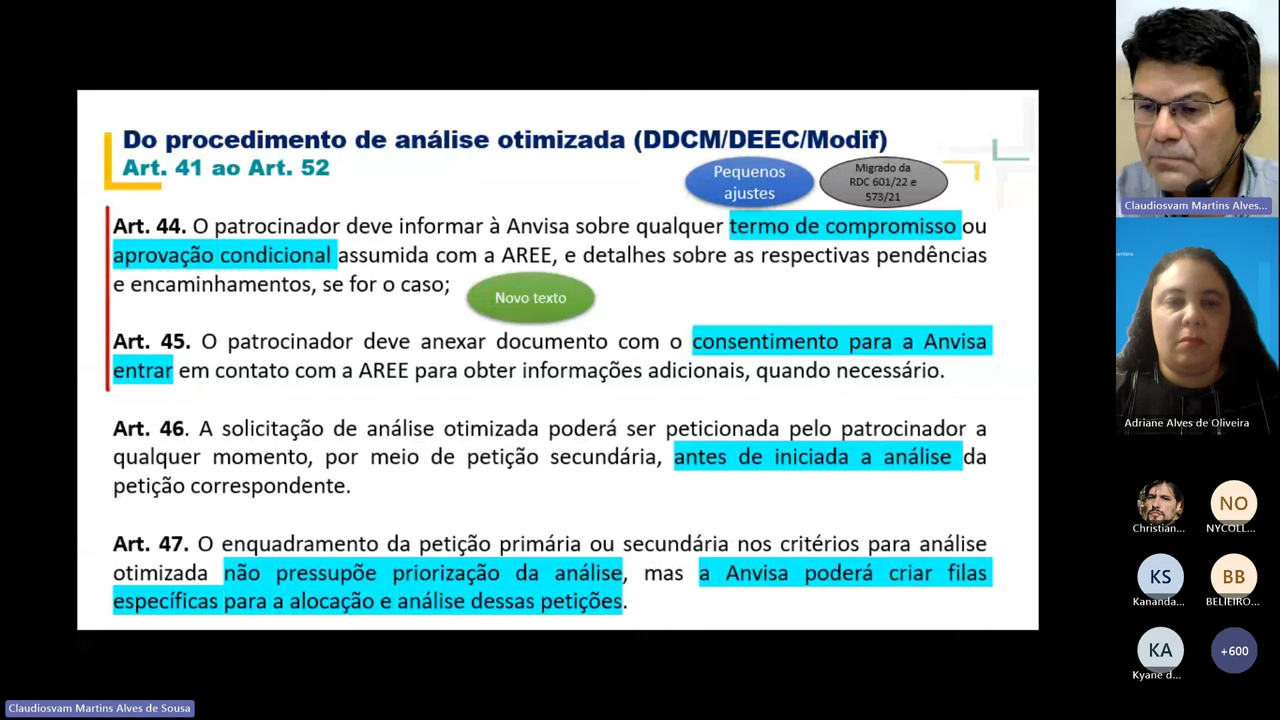 Do procedimento de análise otimizada (DDCM/DEEC/Modif)
Art. 41 ao Art. 52
Pequenos
ajustes
Migrado da
RDC 601/22 e
573/21
Art. 44. O patrocinador deve informar à Anvisa sobre qualquer termo de compromisso ou
aprovação condicional assumida com a AREE, e detalhes sobre as respectivas pendências
e encaminhamentos, se for o caso;
Novo texto
Art. 45. O patrocinador deve anexar documento com o consentimento para a Anvisa
entrar em contato com a AREE para obter informações adicionais, quando necessário.
Art. 46. A solicitação de análise otimizada poderá ser peticionada pelo patrocinador a
qualquer momento, por meio de petição secundária, antes de iniciada a análise da
petição correspondente.
Art. 47. O enquadramento da petição primária ou secundária nos critérios para análise
otimizada não pressupõe priorização da análise, mas a Anvisa poderá criar filas
específicas para a alocação e análise dessas petições.
Claudiosvam Martins Alves...
Adriane Alves de Oliveira
Christian...
NO
NYCOLL...
KS
Kananda...
BB
BELIEIRO...
KA
Kyane d...
+600
Claudiosvam Martins Alves de Sousa